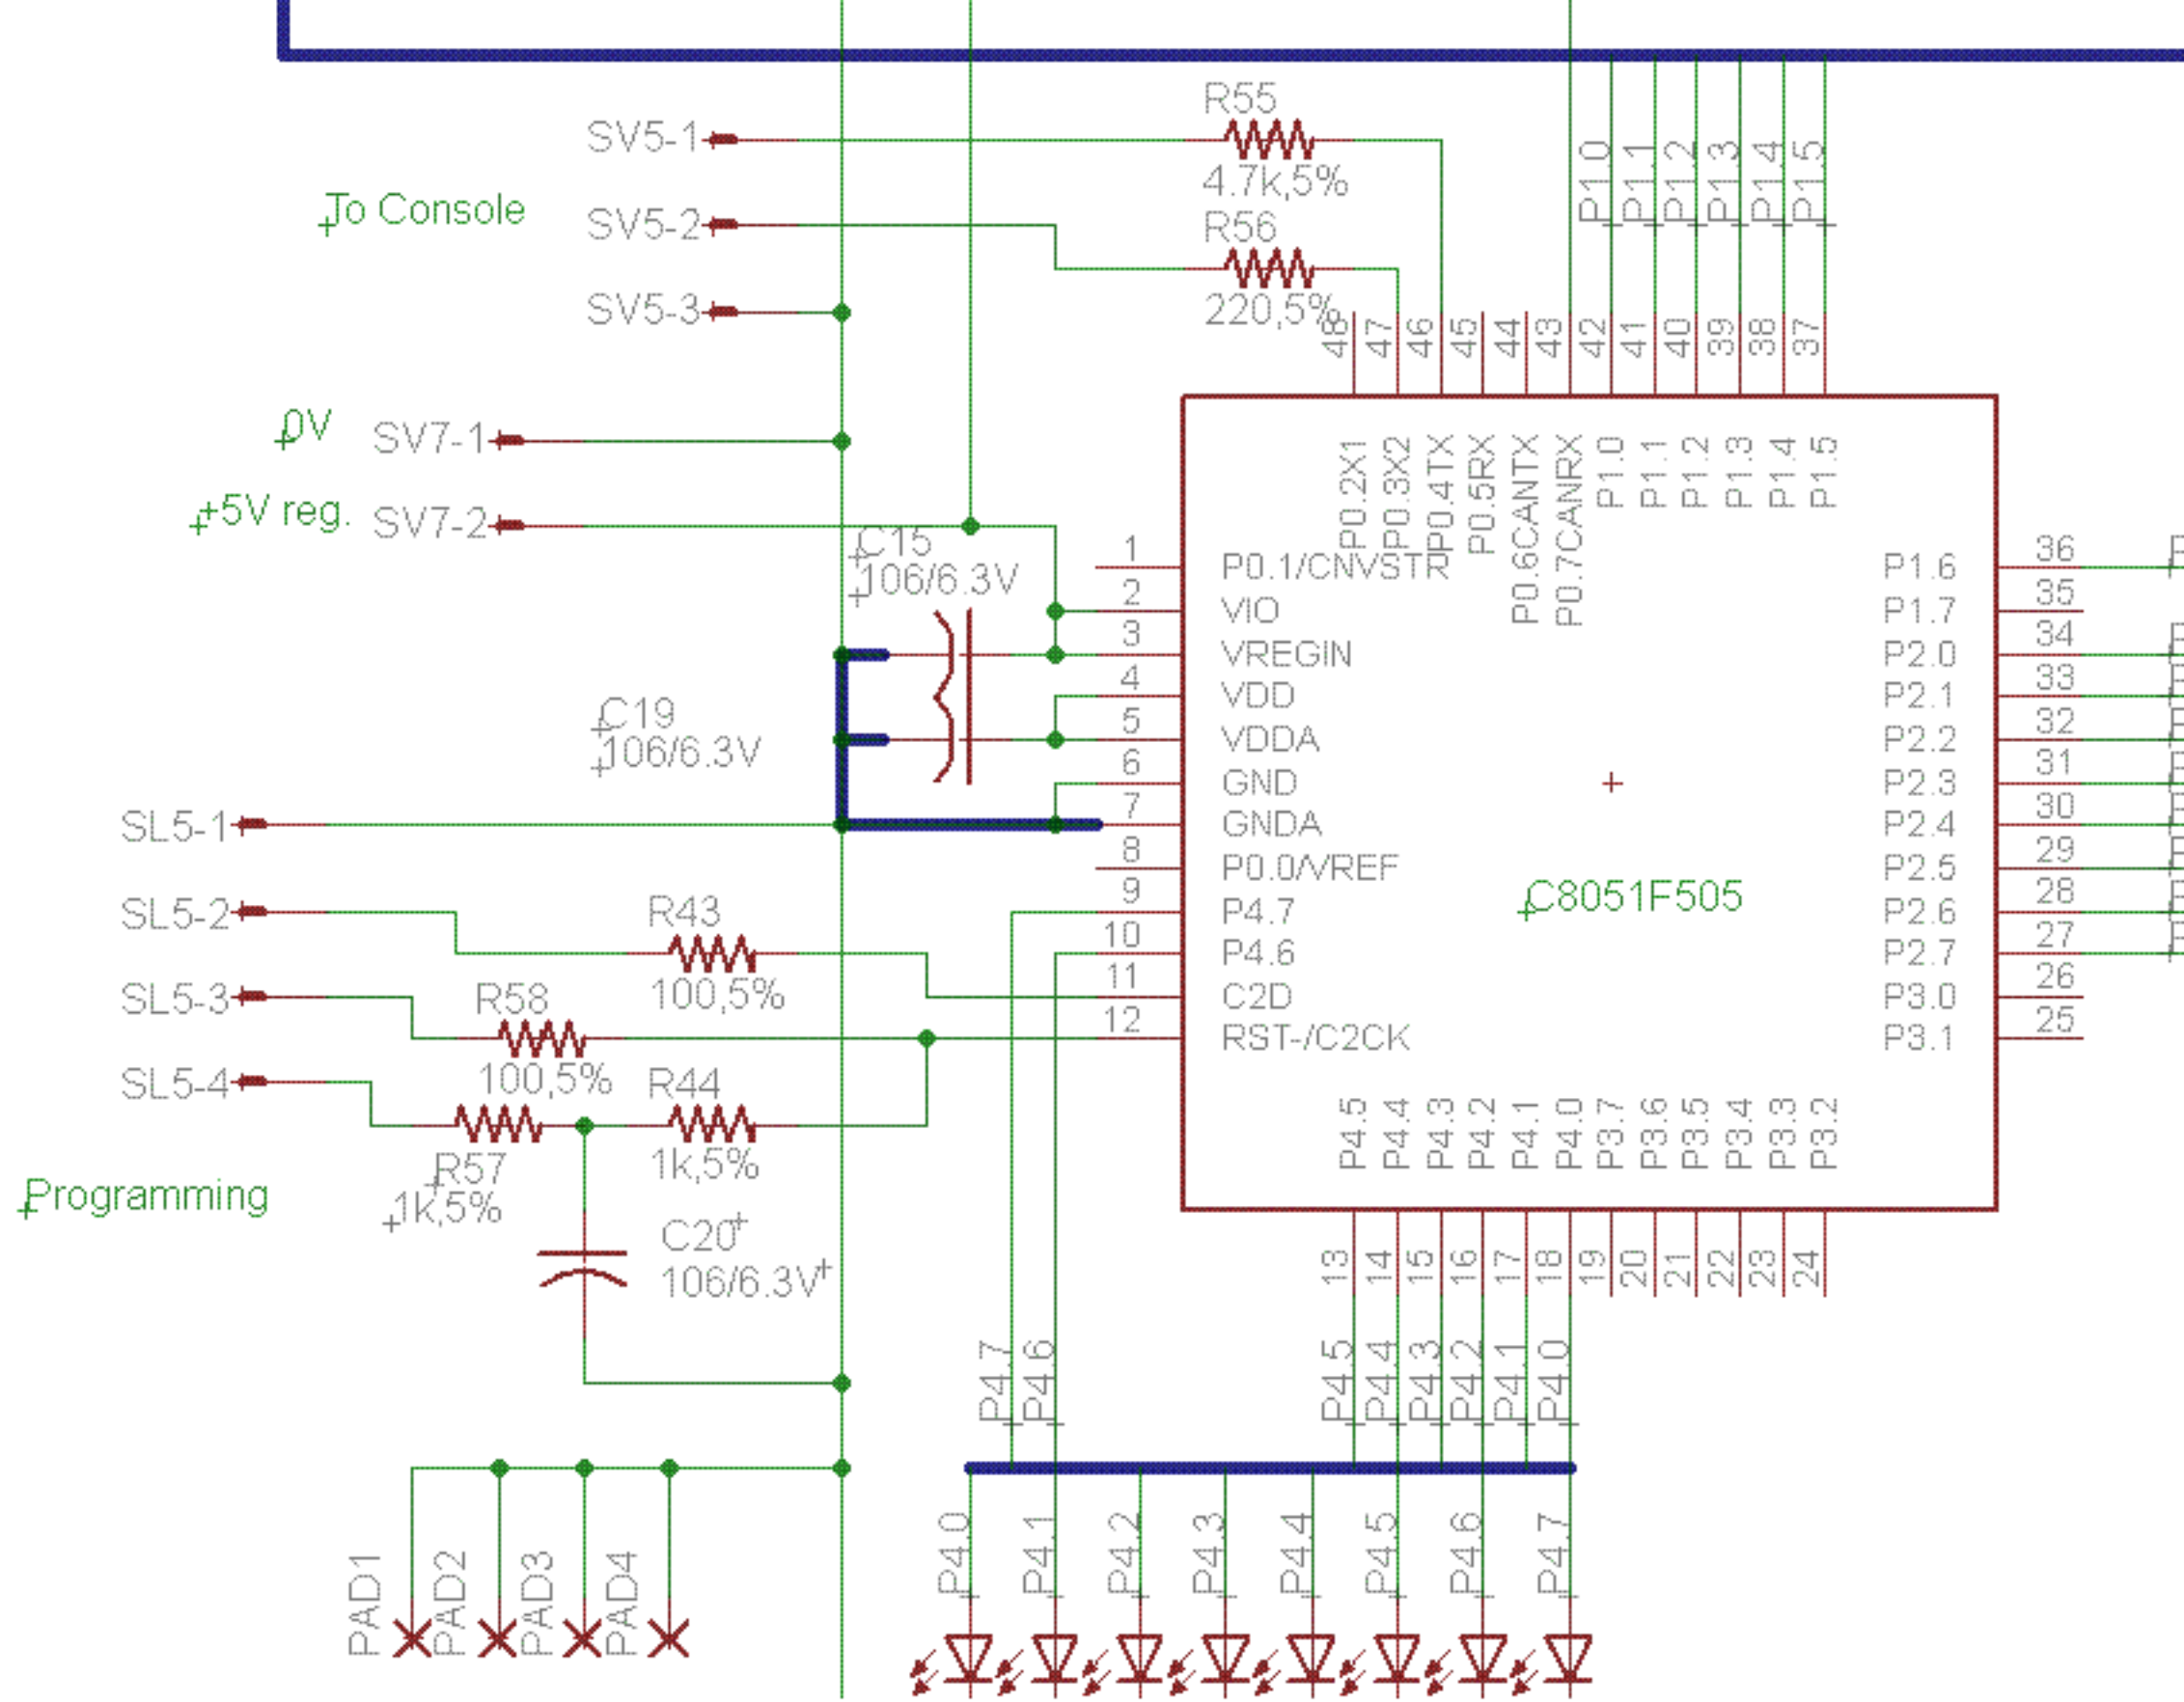 R55
SV5-1
4.7k,5%
To Console
SV5-2
R56
220,5%
SV5-3
P1.0
P1.1
P1.2
P1.3
P1.4
P1.5
48
47
46
45
44
43
42
41
40
39
38
37
0V
SV7-1
+5V reg.
SV7-2
C15
106/6.3V
C19
106/6.3V
P0.2X1
P0.3X2
P0.4TX
P0.5RX
P0.6CANTX
P0.7CANRX
P1.0
P1.1
P1.2
P1.3
P1.4
P1.5
1 P0.1/CNVSTR
2 VIO
3 VREGIN
4 VDD
5 VDDA
6 GND
7 GNDA
8 P0.0/VREF
9 P4.7
10 P4.6
11 C2D
12 RST-/C2CK
C8051F505
P1.6 36
P1.7 35
P2.0 34
P2.1 33
P2.2 32
P2.3 31
P2.4 30
P2.5 29
P2.6 28
P2.7 27
P3.0 26
P3.1 25
SL5-1
SL5-2
R43
100,5%
SL5-3
R58
100,5%
SL5-4
R44
1k,5%
R57
1k,5%
Programming
C20
106/6.3V
P4.5
P4.4
P4.3
P4.2
P4.1
P4.0
P3.7
P3.6
P3.5
P3.4
P3.3
P3.2
13
14
15
16
17
18
19
20
21
22
23
24
P4.7
P4.6
P4.5
P4.4
P4.3
P4.2
P4.1
P4.0
PAD1
PAD2
PAD3
PAD4
P4.0
P4.1
P4.2
P4.3
P4.4
P4.5
P4.6
P4.7